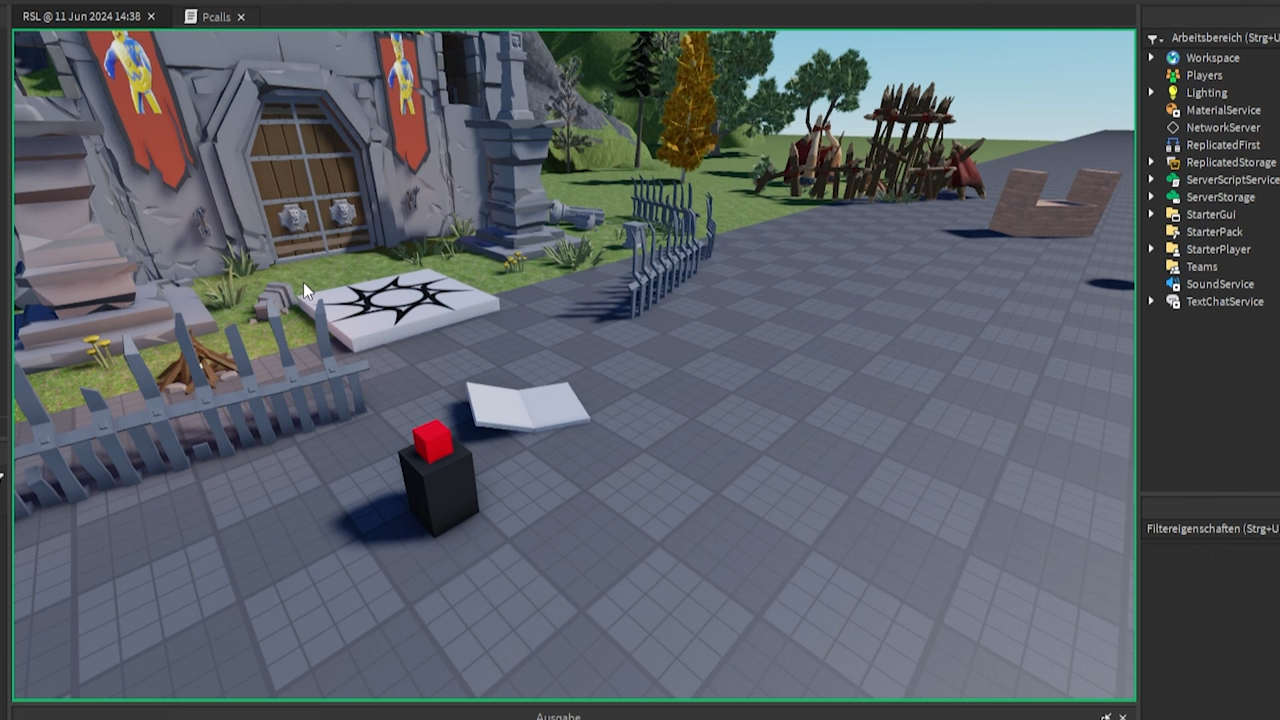 RSL @ 11 Jun 2024 14:38
Pcalls
Arbeitsbereich (Strg+U
Workspace
Players
Lighting
MaterialService
NetworkServer
ReplicatedFirst
ReplicatedStorage
ServerScriptService
ServerStorage
StarterGui
StarterPack
StarterPlayer
Teams
SoundService
TextChatService
Filtereigenschaften (Strg+U
Ausgabe